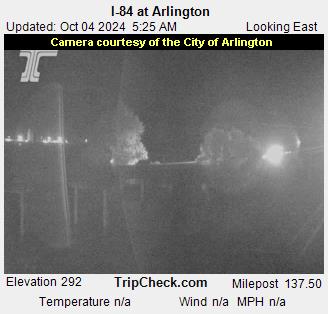 I-84 at Arlington
Updated: Oct 04 2024 5:25 AM Looking East
Camera courtesy of the City of Arlington
Elevation 292 TripCheck.com Milepost 137.50
Temperature n/a Wind n/a MPH n/a